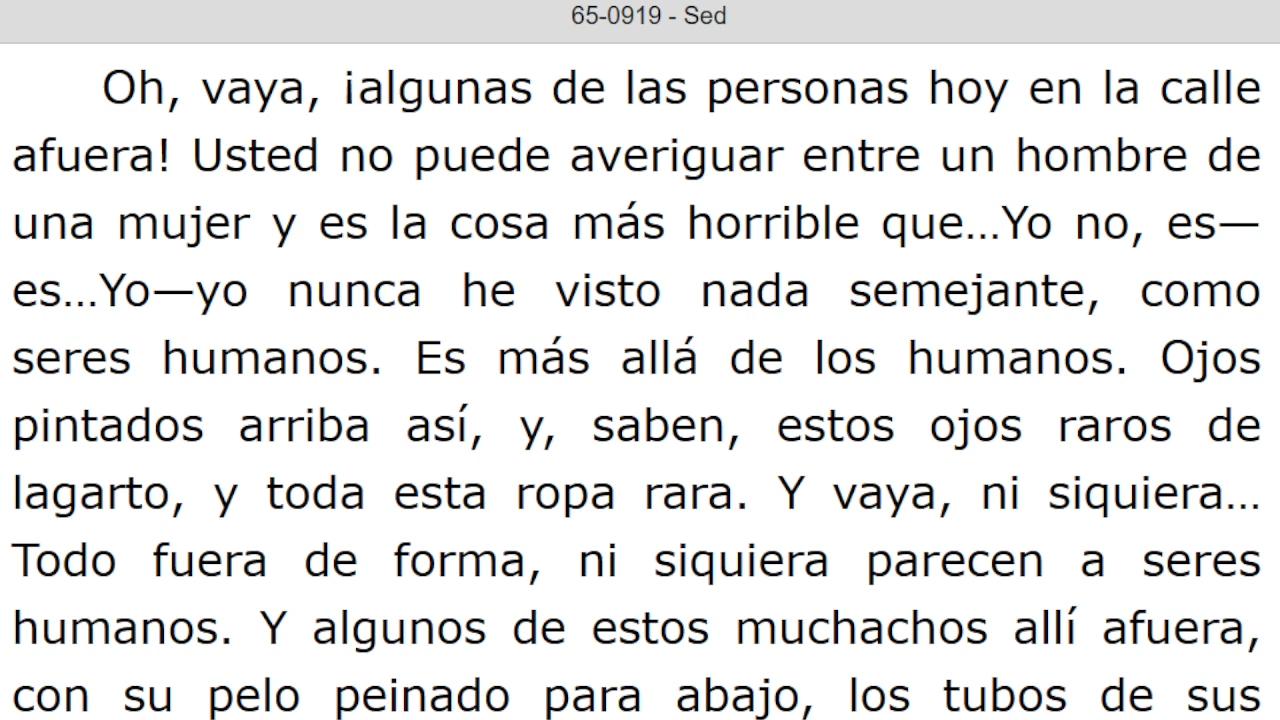 65-0919 - Sed
Oh, vaya, ¡algunas de las personas hoy en la calle
afuera! Usted no puede averiguar entre un hombre de
una mujer y es la cosa más horrible que…Yo no, es—
es…Yo—yo nunca he visto nada semejante, como
seres humanos. Es más allá de los humanos. Ojos
pintados arriba así, y, saben, estos ojos raros de
lagarto, y toda esta ropa rara. Y vaya, ni siquiera…
Todo fuera de forma, ni siquiera parecen a seres
humanos. Y algunos de estos muchachos allí afuera,
con su pelo peinado para abajo, los tubos de sus